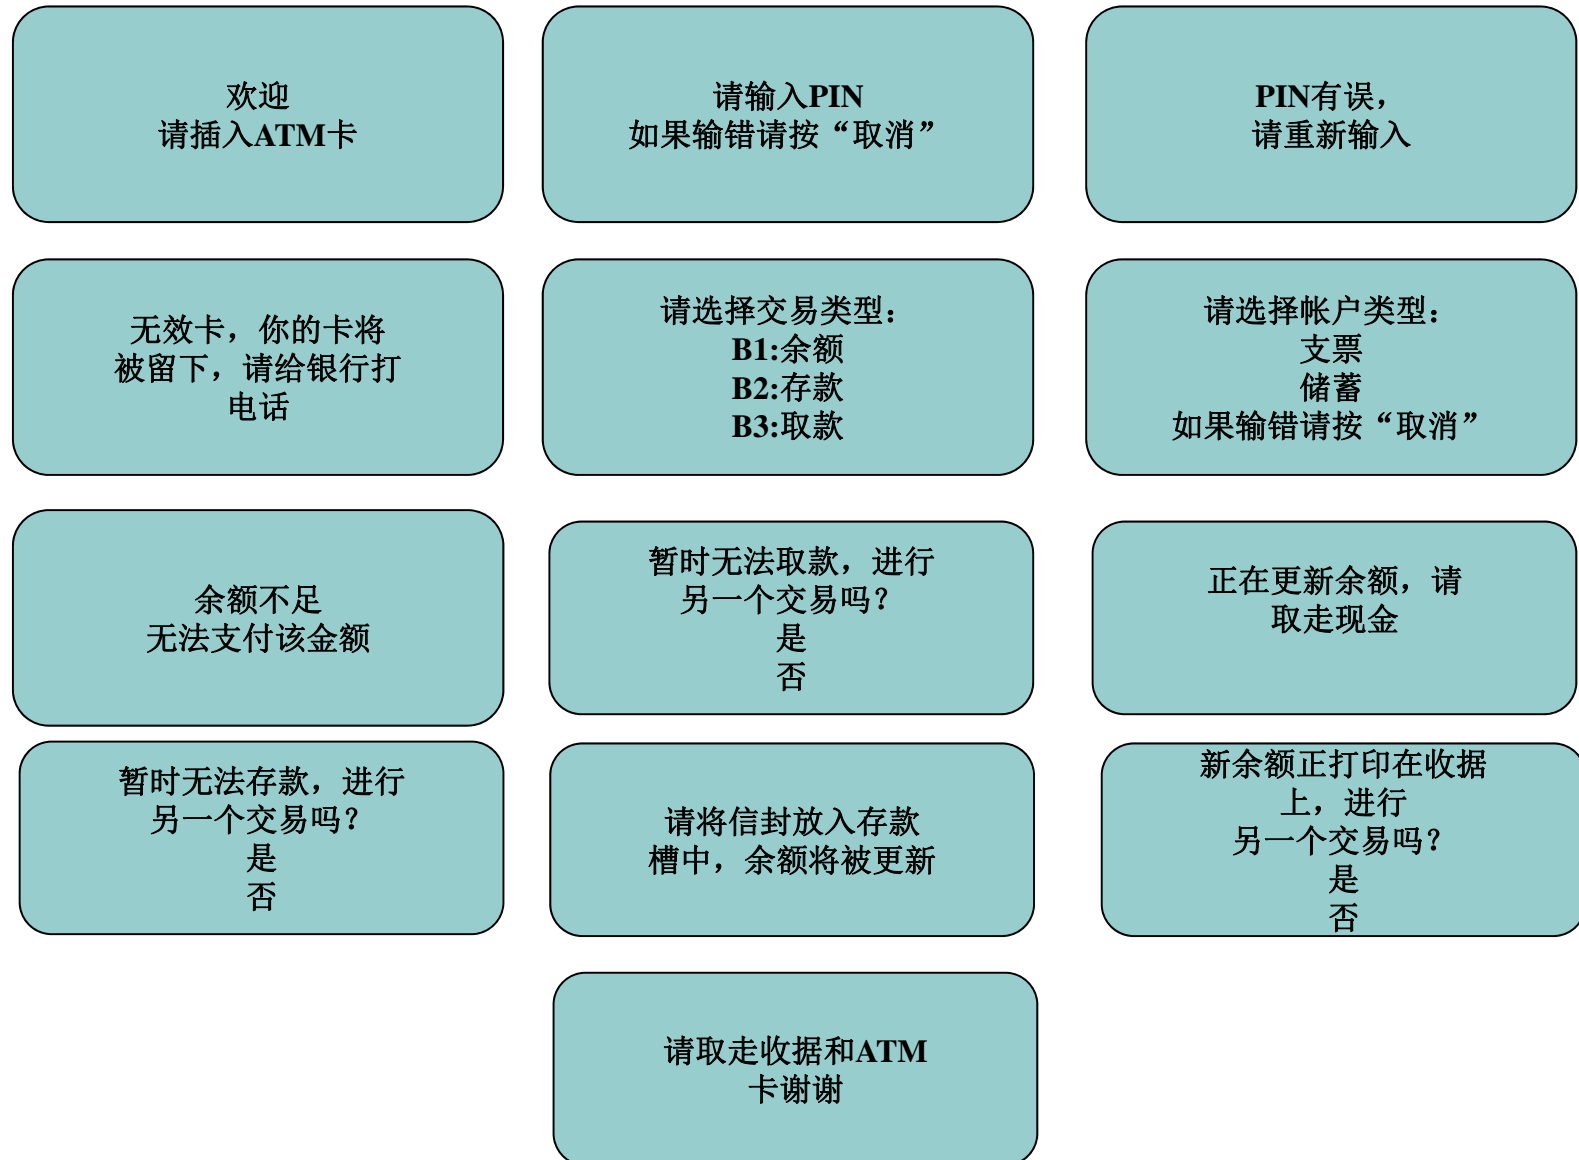 欢迎
请插入ATM卡
请输入PIN
如果输错请按“取消”
PIN有误，
请重新输入
无效卡，你的卡将
被留下，请给银行打
电话
请选择交易类型：
B1:余额
B2:存款
B3:取款
请选择帐户类型：
支票
储蓄
如果输错请按“取消”
余额不足
无法支付该金额
暂时无法取款，进行
另一个交易吗？
是
否
正在更新余额，请
取走现金
暂时无法存款，进行
另一个交易吗？
是
否
请将信封放入存款
槽中，余额将被更新
新余额正打印在收据
上，进行
另一个交易吗？
是
否
请取走收据和ATM
卡谢谢